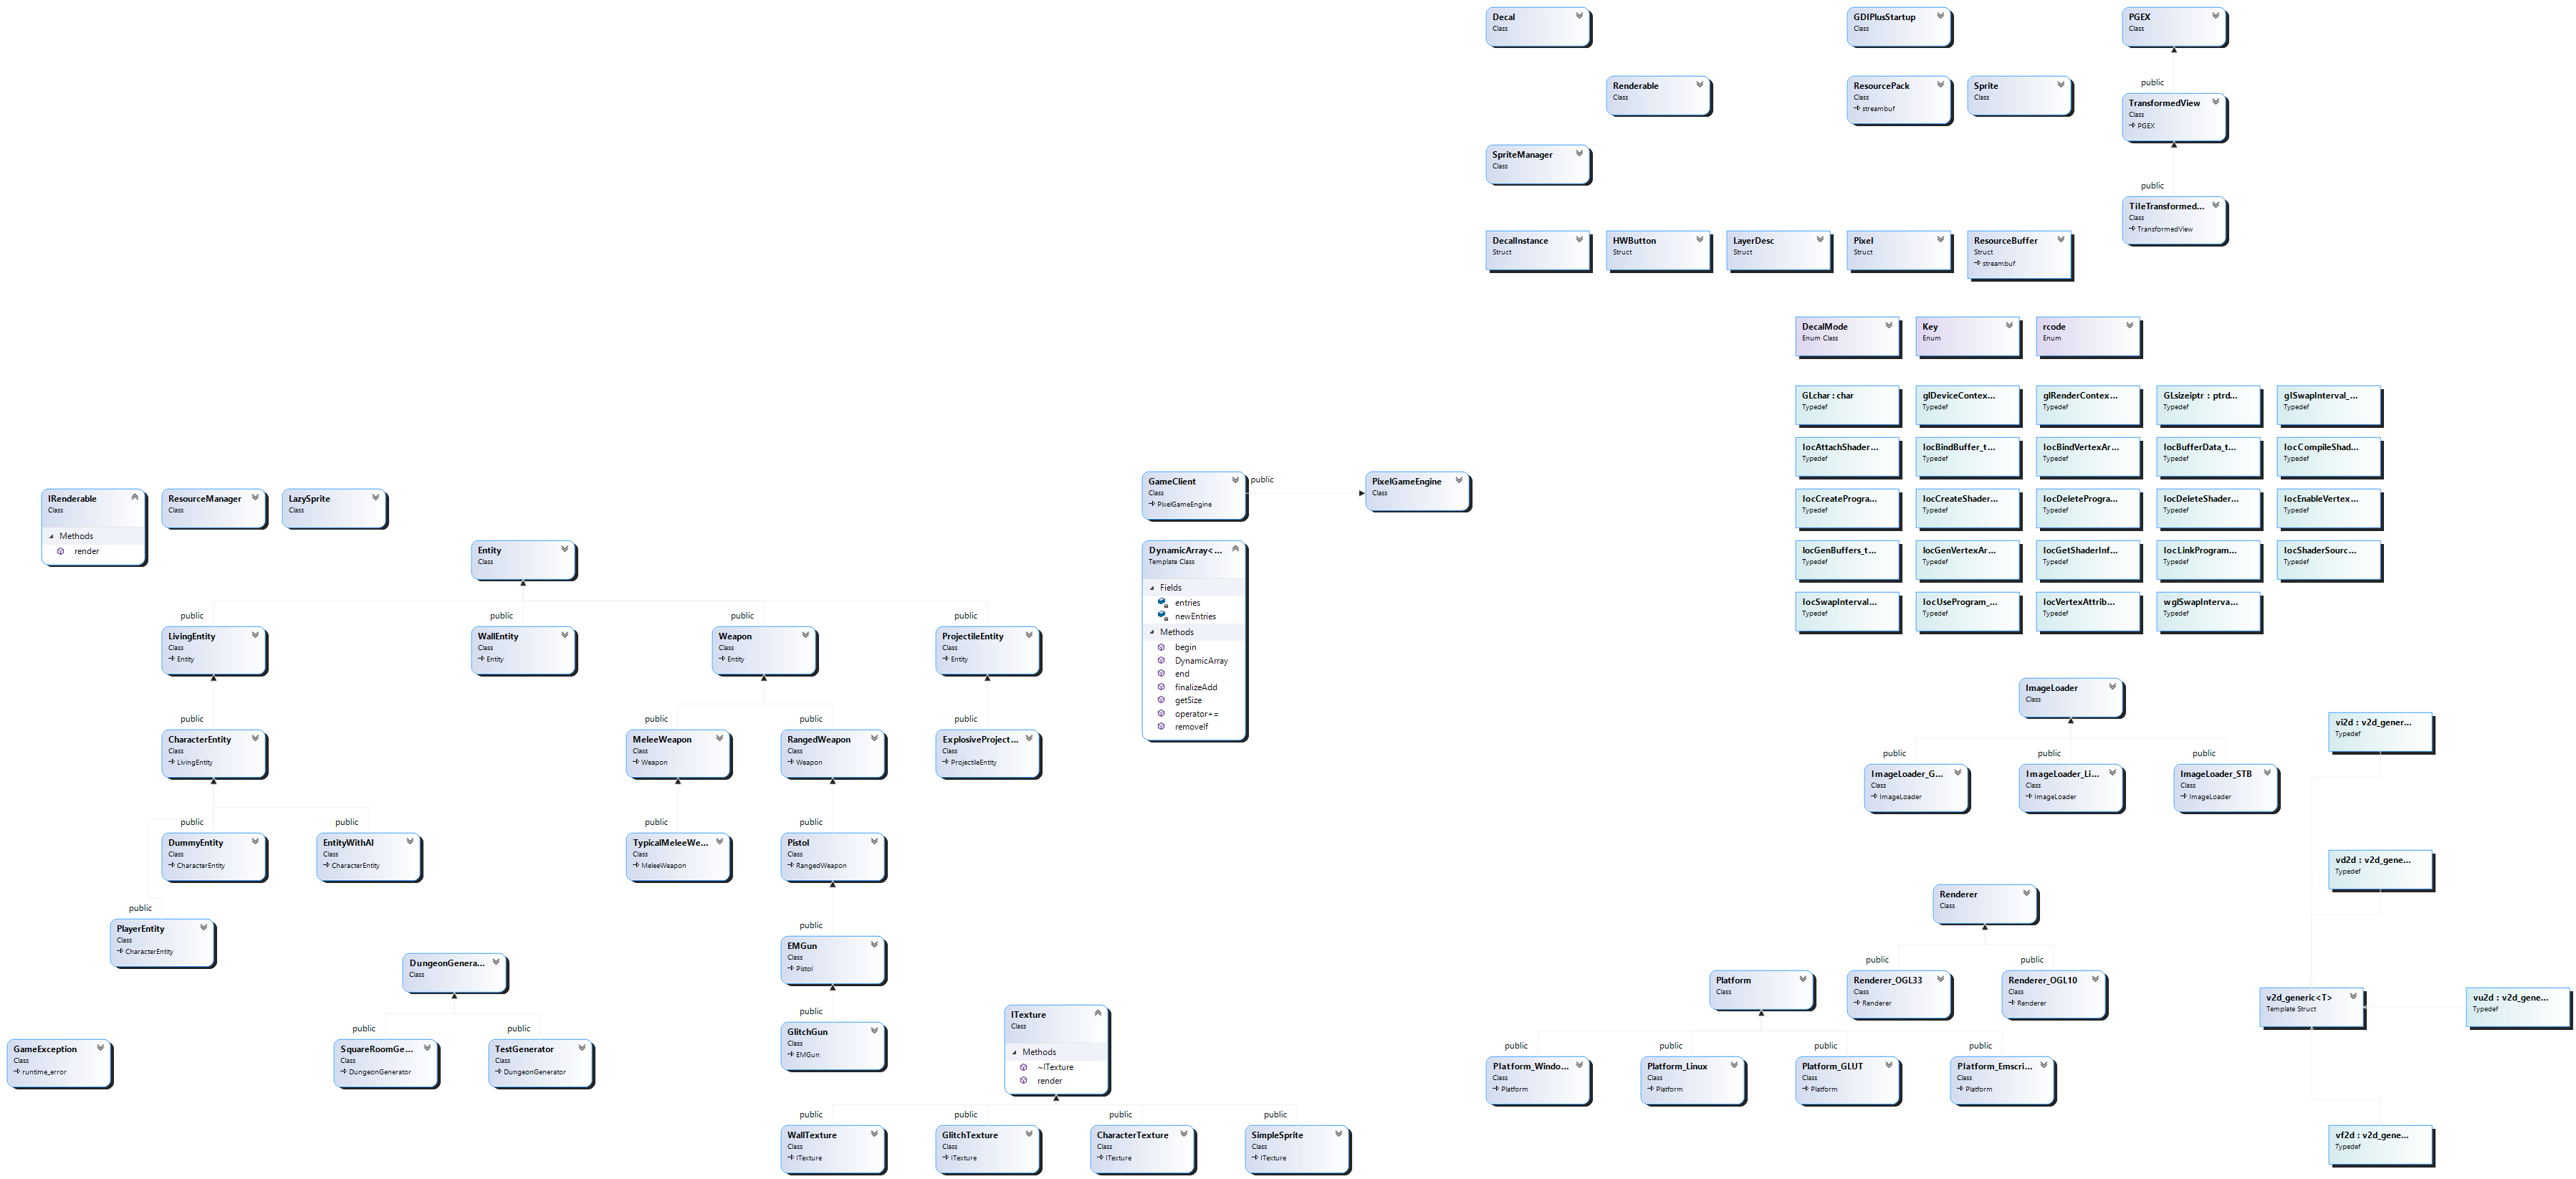 Decal
Class
GDIPlusStartup
Class
PGEX
Class
Renderable
Class
ResourcePack
Class
streambuf
Sprite
Class
public
TransformedView
Class
PGEX
SpriteManager
Class
public
TileTransformed...
Class
TransformedView
DecalInstance
Struct
HWButton
Struct
LayerDesc
Struct
Pixel
Struct
ResourceBuffer
Struct
streambuf
DecalMode
Enum Class
Key
Enum
rcode
Enum
GLchar : char
Typedef
glDeviceContex...
Typedef
glRenderContex...
Typedef
GLsizeiptr : ptrd...
Typedef
glSwapInterval_...
Typedef
locAttachShader...
Typedef
locBindBuffer_t...
Typedef
locBindVertexAr...
Typedef
locBufferData_t...
Typedef
locCompileShad...
Typedef
locCreateProgra...
Typedef
locCreateShader...
Typedef
locDeleteProgra...
Typedef
locDeleteShader...
Typedef
locEnableVertex...
Typedef
locGenBuffers_t...
Typedef
locGenVertexAr...
Typedef
locGetShaderInf...
Typedef
locLinkProgram...
Typedef
locShaderSourc...
Typedef
locSwapInterval...
Typedef
locUseProgram_...
Typedef
locVertexAttrib...
Typedef
wglSwapInterva...
Typedef
IRenderable
Class
Methods
render
ResourceManager
Class
LazySprite
Class
GameClient
Class
PixelGameEngine
public
PixelGameEngine
Class
Entity
Class
DynamicArray<...
Template Class
Fields
entries
newEntries
Methods
begin
DynamicArray
end
finalizeAdd
getSize
operator+=
removeIf
public
LivingEntity
Class
Entity
public
WallEntity
Class
Entity
public
Weapon
Class
Entity
public
ProjectileEntity
Class
Entity
public
CharacterEntity
Class
LivingEntity
public
MeleeWeapon
Class
Weapon
public
RangedWeapon
Class
Weapon
public
ExplosiveProject...
Class
ProjectileEntity
public
DummyEntity
Class
CharacterEntity
public
EntityWithAI
Class
CharacterEntity
public
TypicalMeleeWe...
Class
MeleeWeapon
public
Pistol
Class
RangedWeapon
public
PlayerEntity
Class
CharacterEntity
public
EMGun
Class
Pistol
DungeonGenera...
Class
public
GlitchGun
Class
EMGun
GameException
Class
runtime_error
public
SquareRoomGe...
Class
DungeonGenerator
public
TestGenerator
Class
DungeonGenerator
ITexture
Class
Methods
~ITexture
render
public
WallTexture
Class
ITexture
public
GlitchTexture
Class
ITexture
public
CharacterTexture
Class
ITexture
public
SimpleSprite
Class
ITexture
ImageLoader
Class
public
ImageLoader_G...
Class
ImageLoader
public
ImageLoader_Li...
Class
ImageLoader
public
ImageLoader_STB
Class
ImageLoader
vi2d : v2d_gener...
Typedef
vd2d : v2d_gene...
Typedef
Renderer
Class
public
Renderer_OGL33
Class
Renderer
public
Renderer_OGL10
Class
Renderer
Platform
Class
public
Platform_Windo...
Class
Platform
public
Platform_Linux
Class
Platform
public
Platform_GLUT
Class
Platform
public
Platform_Emscri...
Class
Platform
v2d_generic<T>
Template Struct
vu2d : v2d_gene...
Typedef
vf2d : v2d_gene...
Typedef